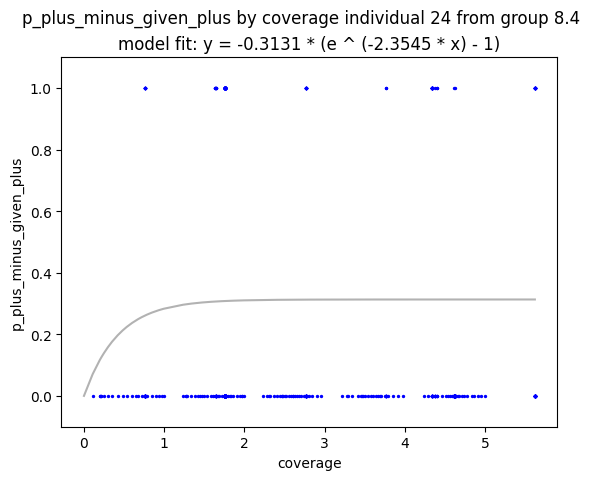 p_plus_minus_given_plus by coverage individual 24 from group 8.4
model fit: y = -0.3131 * (e ^ (-2.3545 * x) - 1)
1.0
0.8
0.6
0.4
0.2
0.0
p_plus_minus_given_plus
0 1 2 3 4 5
coverage